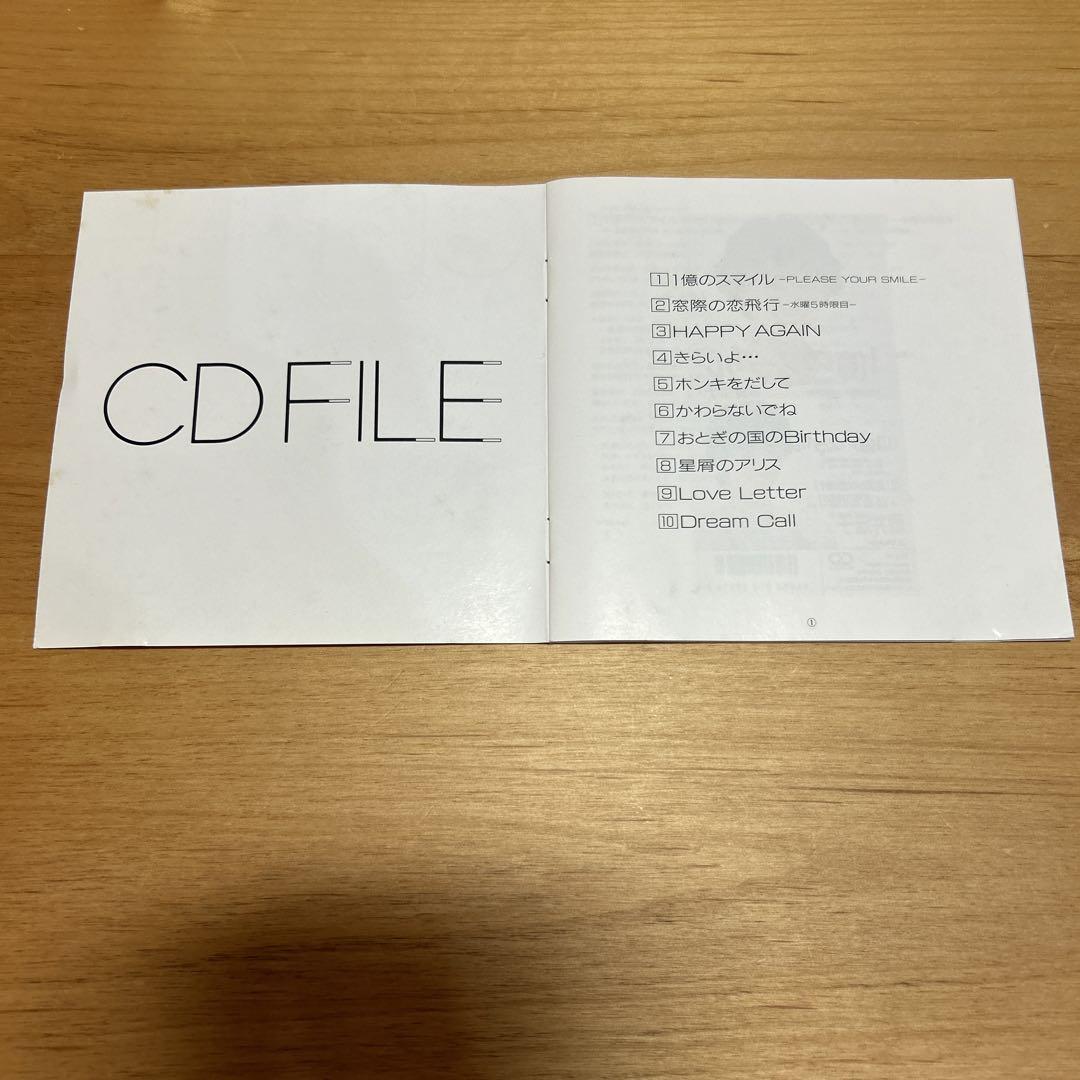 CD FILE
1 1億のスマイル -PLEASE YOUR SMILE-
2 窓際の恋飛行 -水曜5時限目-
3 HAPPY AGAIN
4 きらいよ…
5 ホンキをだして
6 かわらないでね
7 おとぎの国のBirthday
8 星屑のアリス
9 Love Letter
10 Dream Call
①